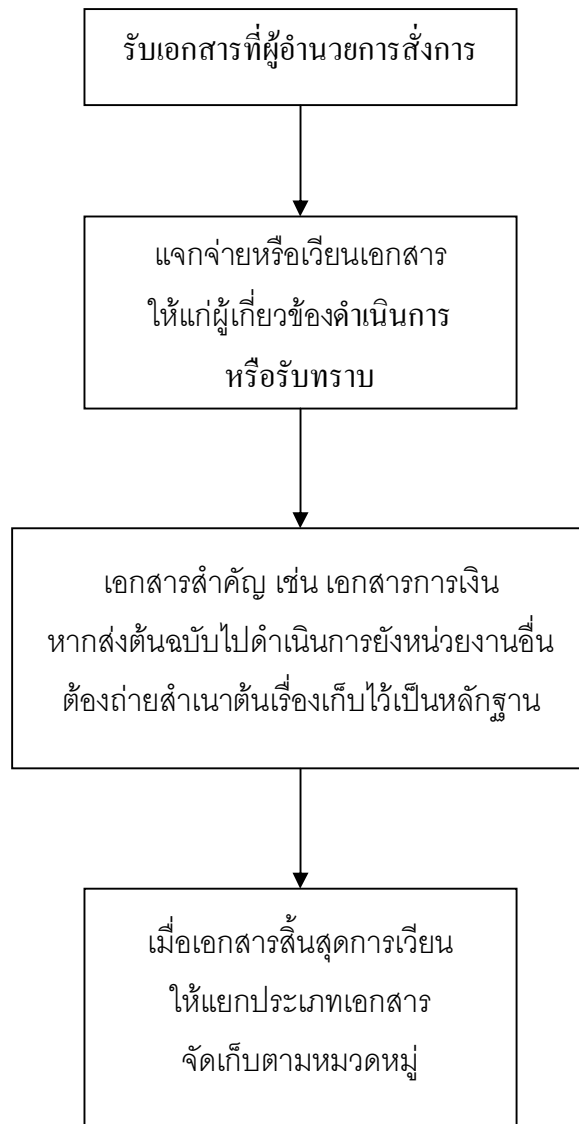 รับเอกสารที่ผู้อำนวยการสั่งการ
แจกจ่ายหรือเวียนเอกสาร
ให้แก่ผู้เกี่ยวข้องดำเนินการ
หรือรับทราบ
เอกสารสำคัญ เช่น เอกสารการเงิน
หากส่งต้นฉบับไปดำเนินการยังหน่วยงานอื่น
ต้องถ่ายสำเนาต้นเรื่องเก็บไว้เป็นหลักฐาน
เมื่อเอกสารสิ้นสุดการเวียน
ให้แยกประเภทเอกสาร
จัดเก็บตามหมวดหมู่